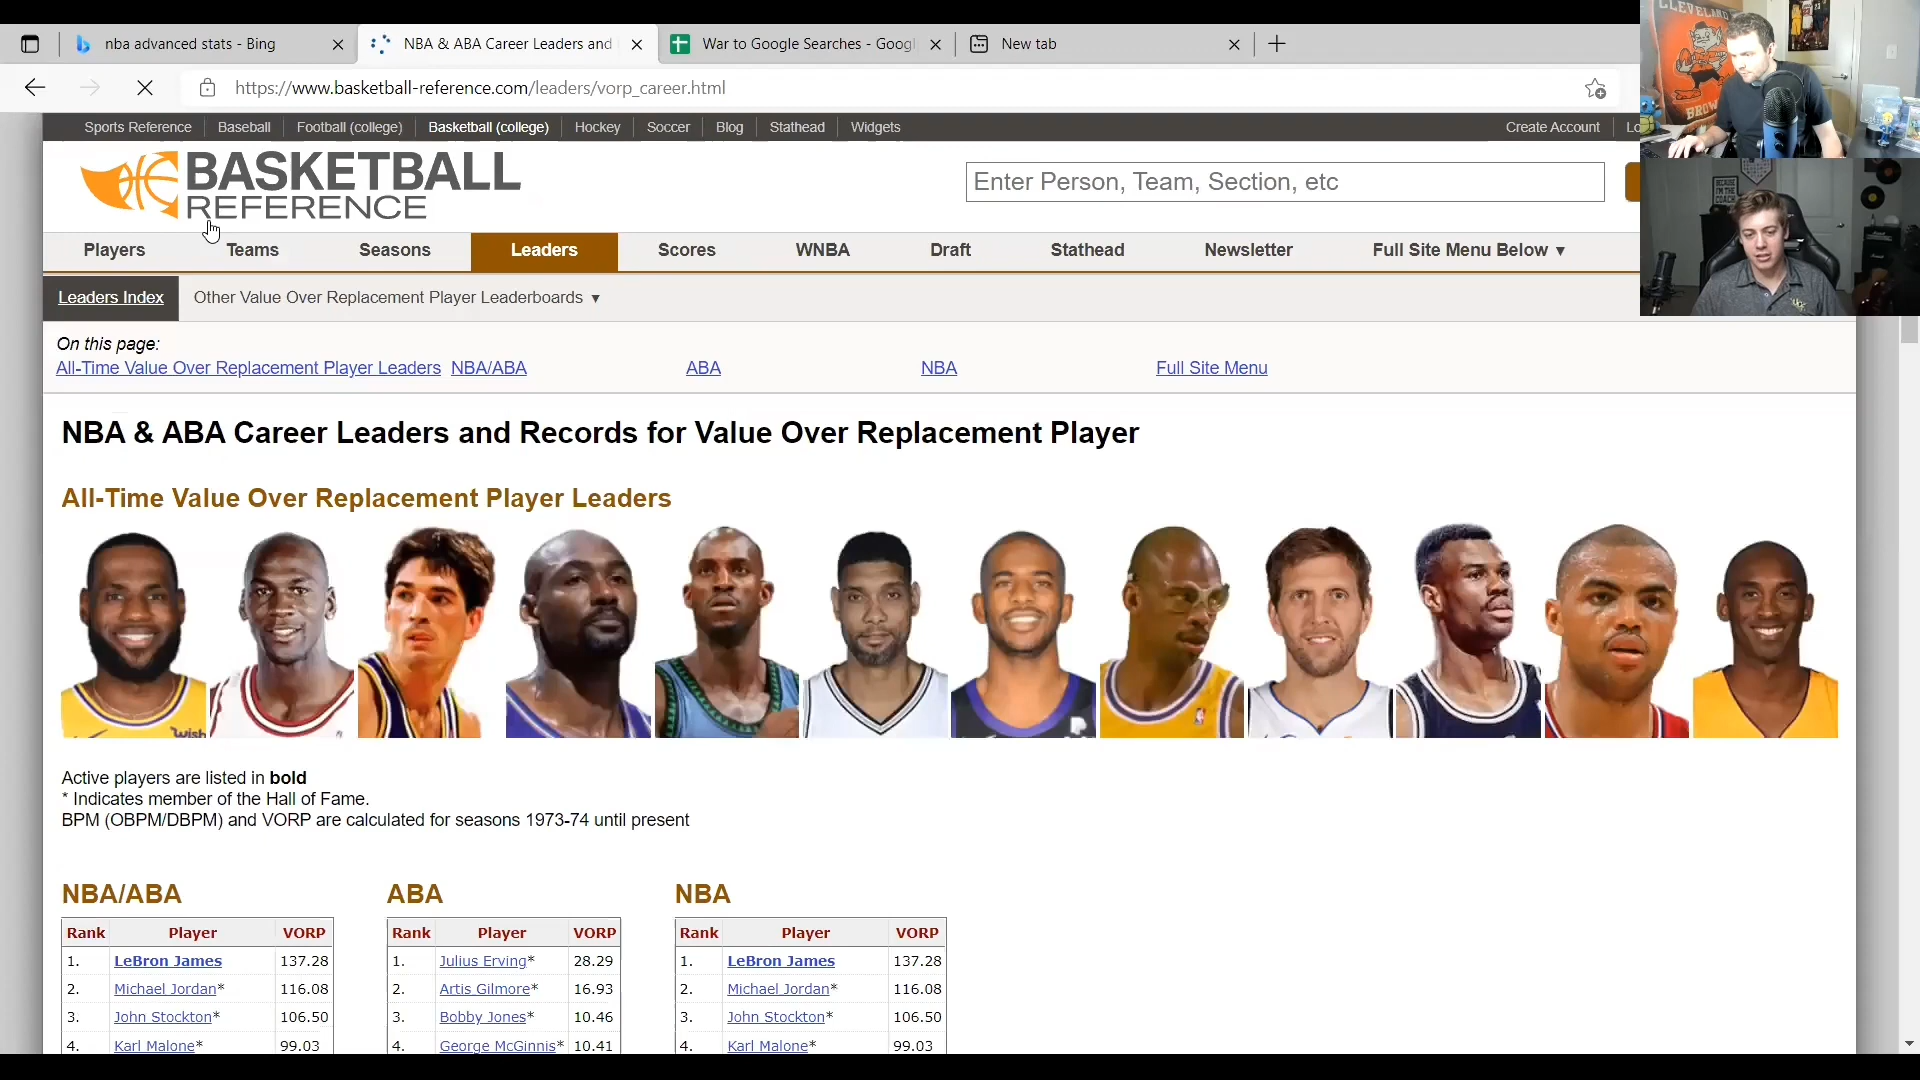 nba advanced stats - Bing
NBA & ABA Career Leaders and
War to Google Searches - Googl
New tab
https://www.basketball-reference.com/leaders/vorp_career.html
Sports Reference Baseball Football (college) Basketball (college) Hockey Soccer Blog Stathead Widgets Create Account Lo
BASKETBALL
REFERENCE
Enter Person, Team, Section, etc
Players Teams Seasons Leaders Scores WNBA Draft Stathead Newsletter Full Site Menu Below ▼
Leaders Index Other Value Over Replacement Player Leaderboards ▼
On this page:
All-Time Value Over Replacement Player Leaders NBA/ABA ABA NBA Full Site Menu
NBA & ABA Career Leaders and Records for Value Over Replacement Player
All-Time Value Over Replacement Player Leaders
wish
Active players are listed in bold
* Indicates member of the Hall of Fame.
BPM (OBPM/DBPM) and VORP are calculated for seasons 1973-74 until present
NBA/ABA ABA NBA
Rank Player VORP Rank Player VORP Rank Player VORP
1. LeBron James 137.28 1. Julius Erving* 28.29 1. LeBron James 137.28
2. Michael Jordan* 116.08 2. Artis Gilmore* 16.93 2. Michael Jordan* 116.08
3. John Stockton* 106.50 3. Bobby Jones* 10.46 3. John Stockton* 106.50
4. Karl Malone* 99.03 4. George McGinnis* 10.41 4. Karl Malone* 99.03
CLEVELAND
BROW